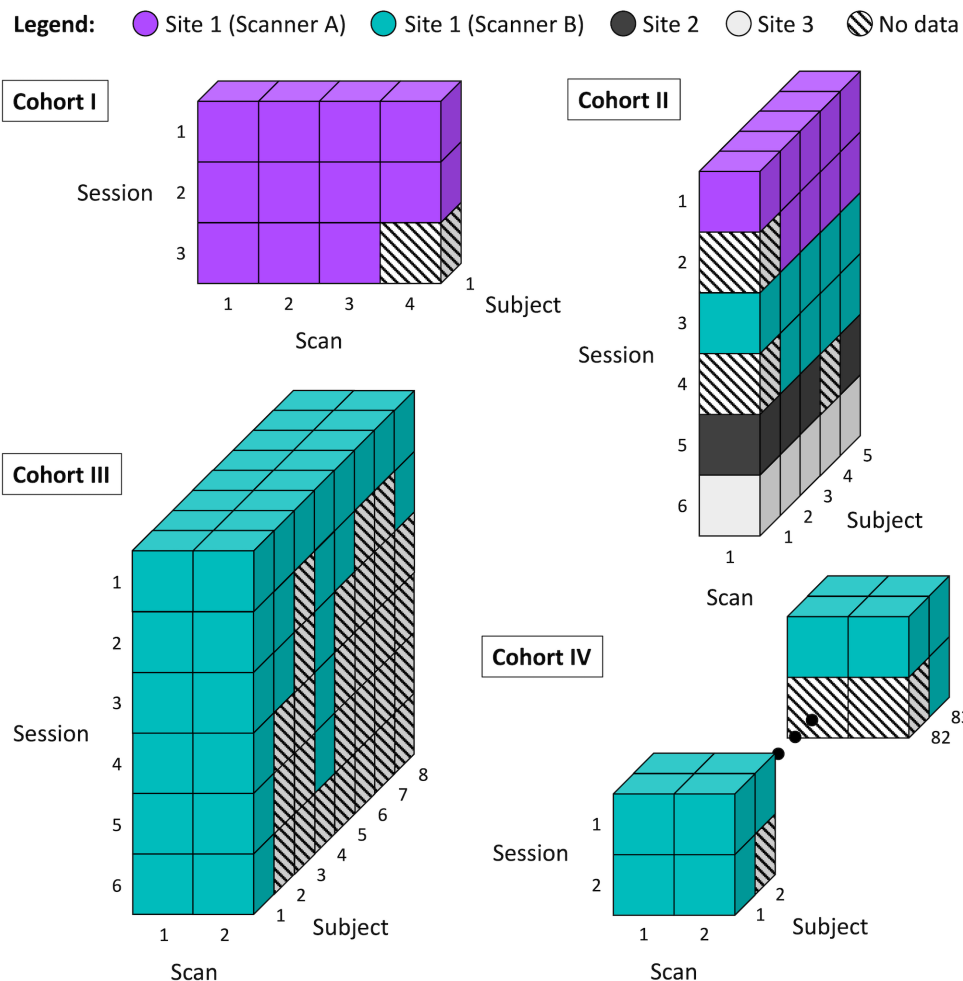 Legend: Site 1 (Scanner A) Site 1 (Scanner B) Site 2 Site 3 No data
Cohort I
1
Session 2
3
1 2 3 4
1
Subject
Scan
Cohort II
1
2
3
Session
4
5
6
1
1 2 3 4 5
Subject
Scan
Cohort III
1
2
3
Session
4
5
6
1 2
1 2 3 4 5 6 7 8
Subject
Scan
Cohort IV
82
1
Session
2
1 2
1 2
Subject
Scan